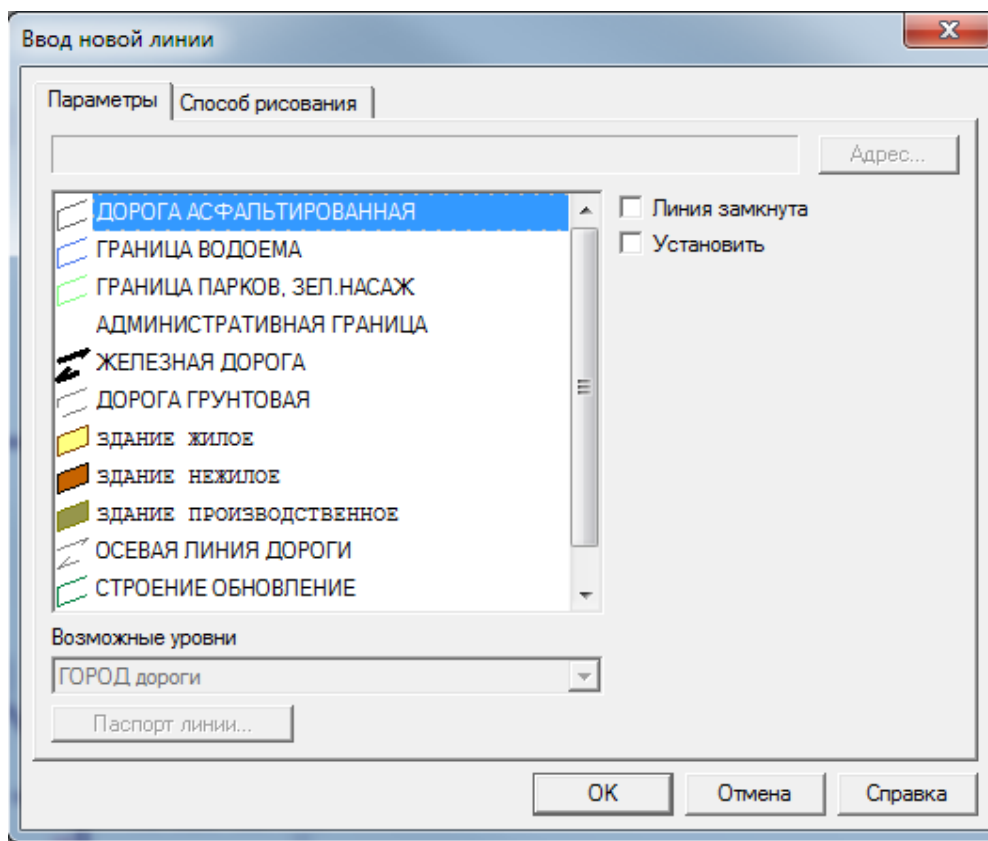 Ввод новой линии
Параметры
Способ рисования
Адрес...
ДОРОГА АСФАЛЬТИРОВАННАЯ
ГРАНИЦА ВОДОЕМА
ГРАНИЦА ПАРКОВ, ЗЕЛ.НАСАЖ
АДМИНИСТРАТИВНАЯ ГРАНИЦА
ЖЕЛЕЗНАЯ ДОРОГА
ДОРОГА ГРУНТОВАЯ
ЗДАНИЕ ЖИЛОЕ
ЗДАНИЕ НЕЖИЛОЕ
ЗДАНИЕ ПРОИЗВОДСТВЕННОЕ
ОСЕВАЯ ЛИНИЯ ДОРОГИ
СТРОЕНИЕ ОБНОВЛЕНИЕ
Линия замкнута
Установить
Возможные уровни
ГОРОД дороги
Паспорт линии...
OK
Отмена
Справка